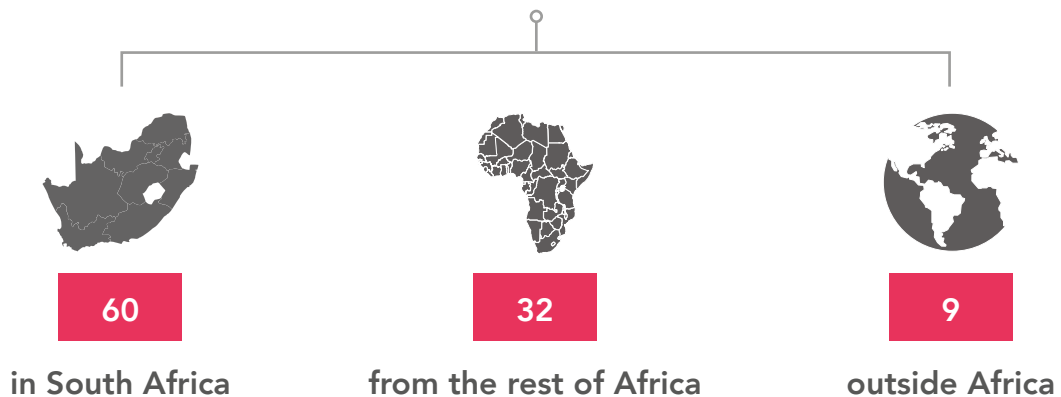 60
in South Africa
32
from the rest of Africa
9
outside Africa